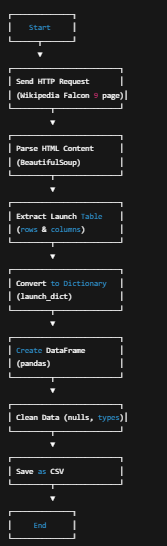 Start
Send HTTP Request
(Wikipedia Falcon 9 page)
Parse HTML Content
(BeautifulSoup)
Extract Launch Table
(rows & columns)
Convert to Dictionary
(launch_dict)
Create DataFrame
(pandas)
Clean Data (nulls, types)
Save as CSV
End